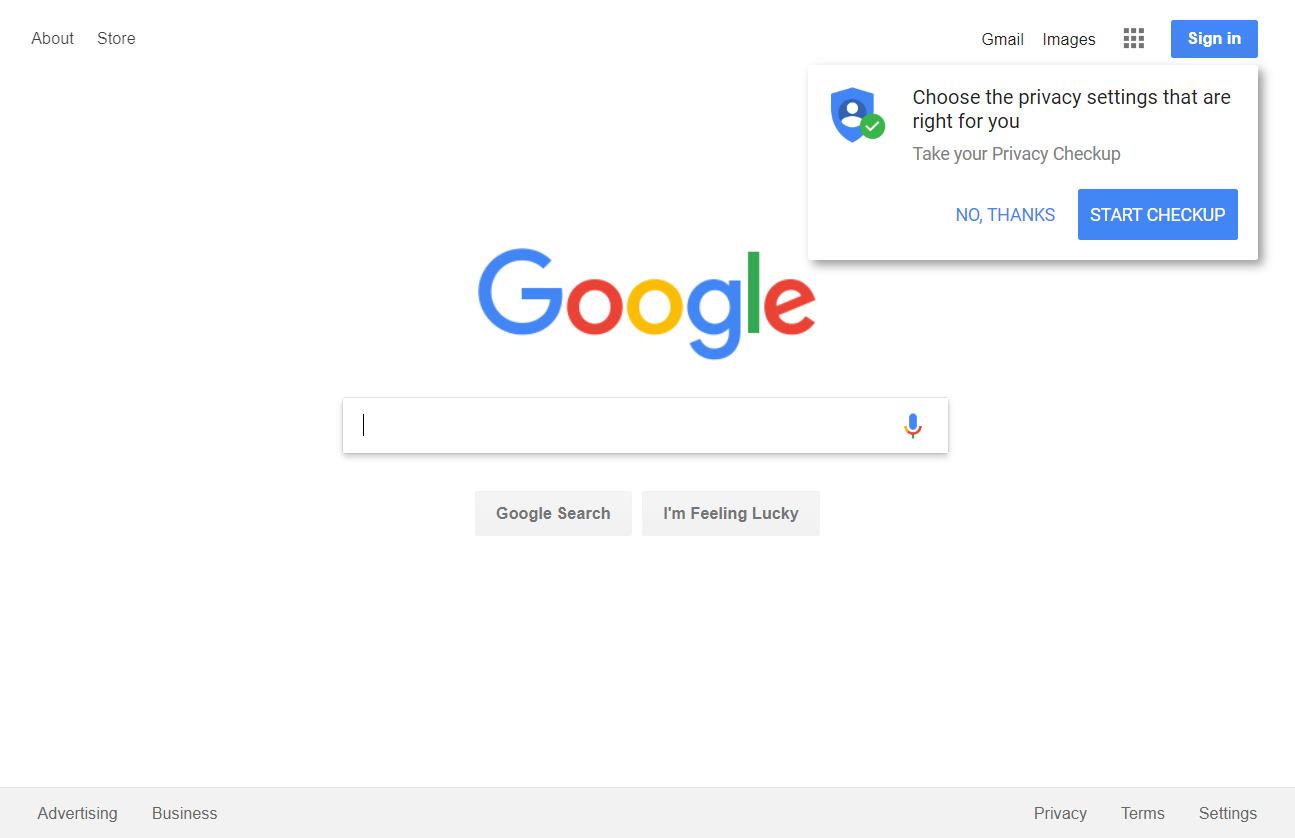 About Store
Gmail Images Sign in
Choose the privacy settings that are
right for you
Take your Privacy Checkup
NO, THANKS START CHECKUP
Google
Google Search I'm Feeling Lucky
Advertising Business Privacy Terms Settings